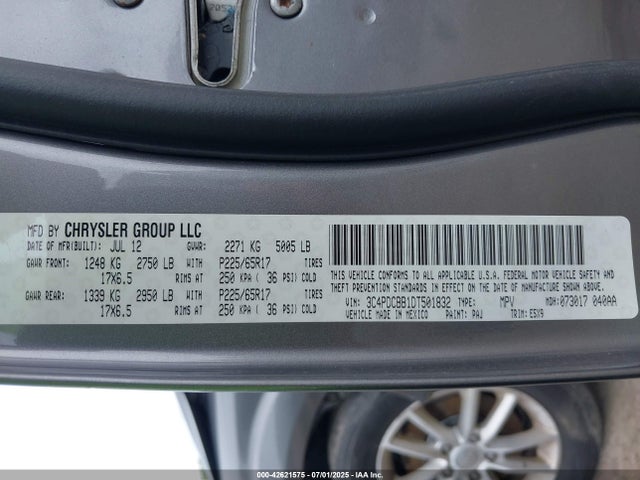 MFD BY CHRYSLER GROUP LLC
DATE OF MFR(BUILT): JUL 12 GVWR: 2271 KG 5005 LB
GAWR FRONT: 1248 KG 2750 LB WITH P225/65R17 TIRES
17X6.5 RIMS AT 250 KPA ( 36 PSI) COLD
GAWR REAR: 1339 KG 2950 LB WITH P225/65R17 TIRES
17X6.5 RIMS AT 250 KPA ( 36 PSI) COLD
THIS VEHICLE CONFORMS TO ALL APPLICABLE U.S.A. FEDERAL MOTOR VEHICLE SAFETY AND
THEFT PREVENTION STANDARDS IN EFFECT ON THE DATE OF MANUFACTURE SHOWN ABOVE.
VIN: 3C4PDCBB1DT501832 TYPE: MPV MDH: 073017 040AA
VEHICLE MADE IN MEXICO PAINT: PAJ TRIM: E5X9
00-42621575 - 07/01/2025 - IAA Inc.